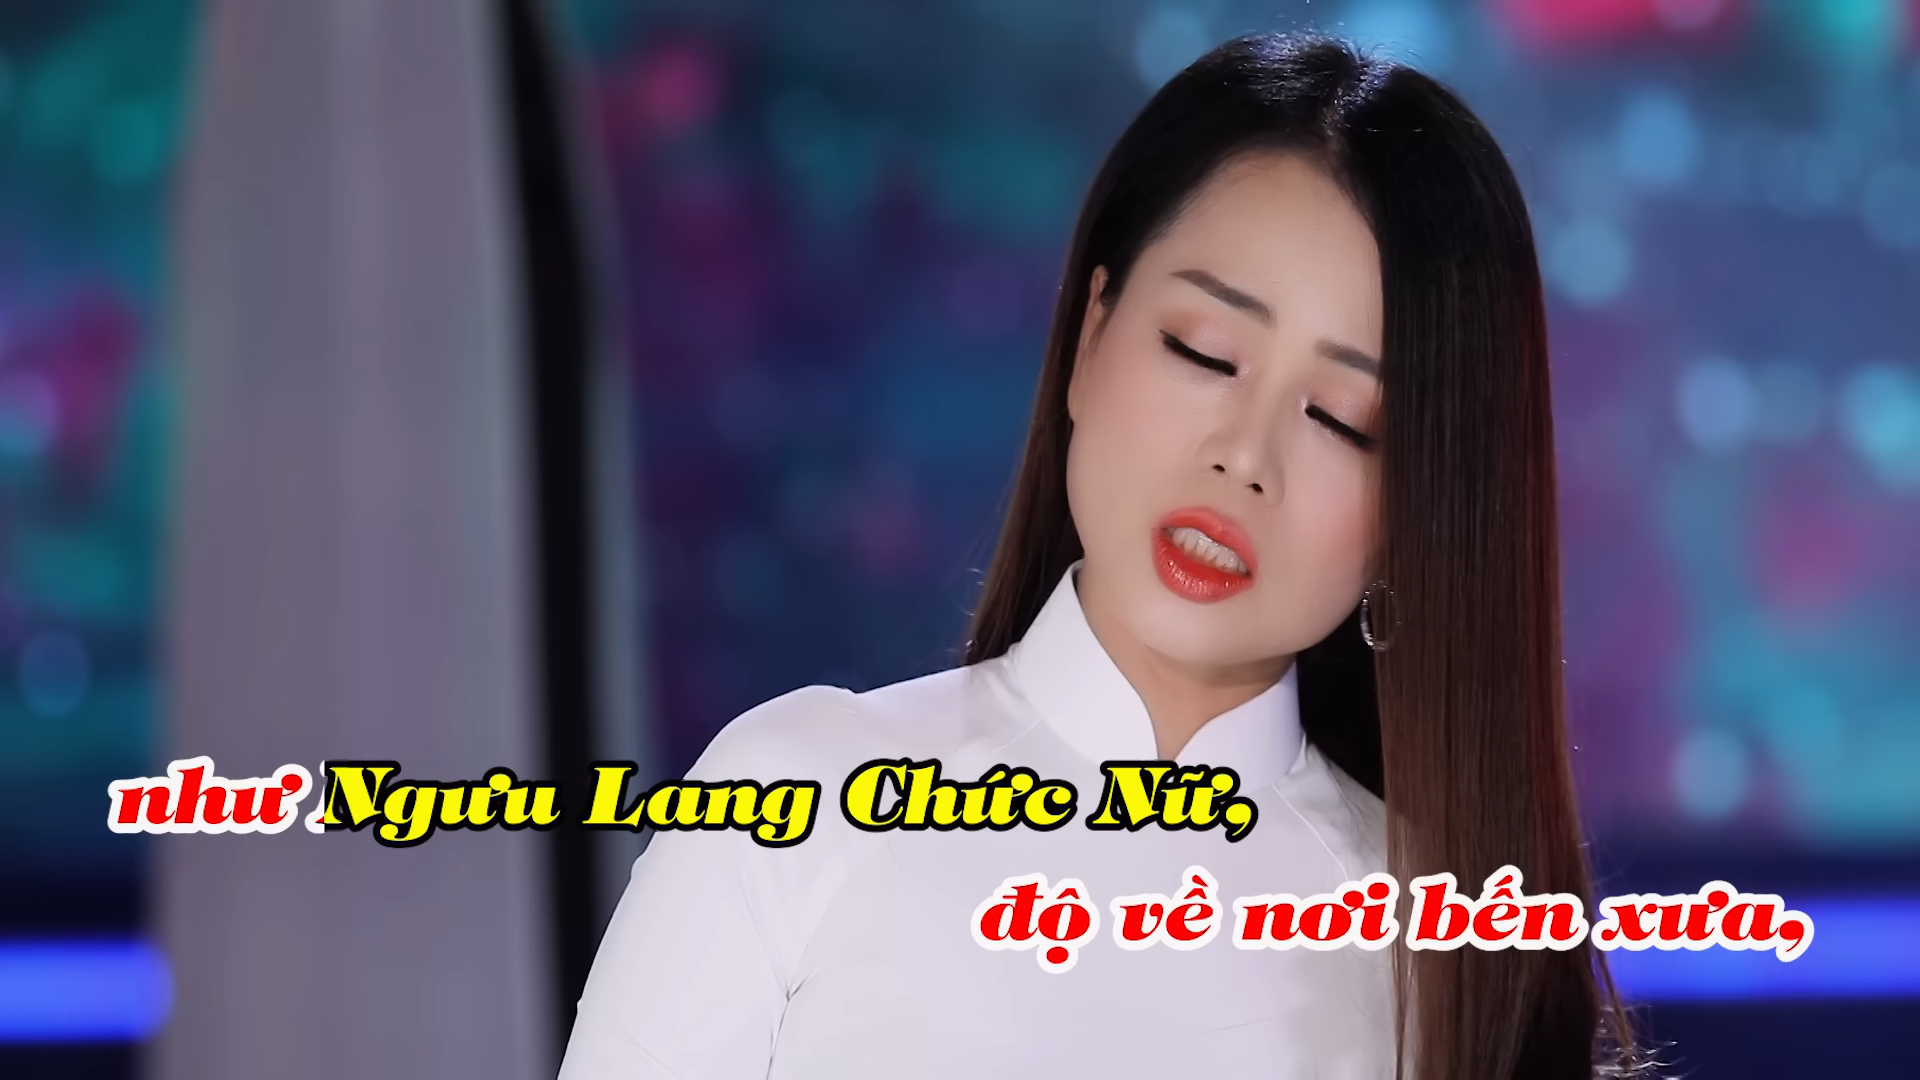 như Ngưu Lang Chức Nữ,
độ về nơi bến xưa,